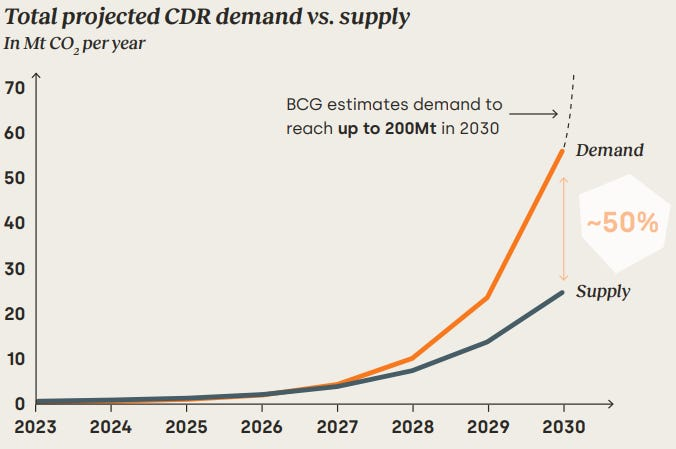 Total projected CDR demand vs. supply
In Mt CO₂ per year
70
60
50
40
30
20
10
0
BCG estimates demand to
reach up to 200Mt in 2030
Demand
~50%
Supply
2023 2024 2025 2026 2027 2028 2029 2030